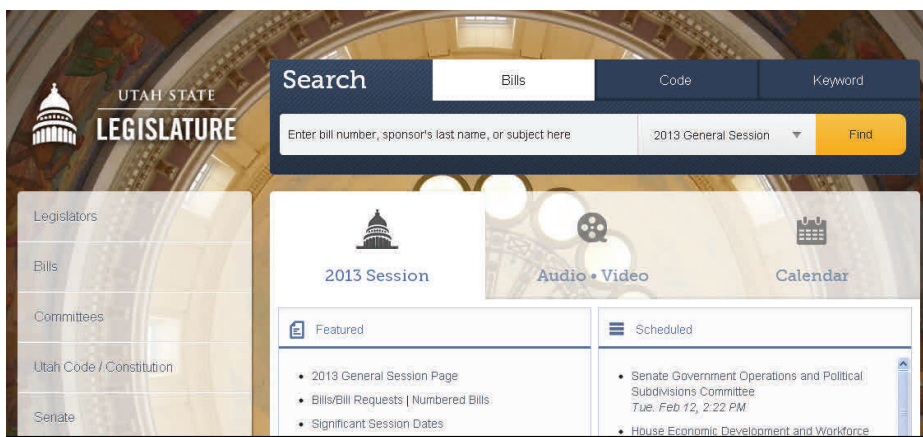 UTAH STATE
LEGISLATURE
Search
Bills
Code
Keyword
Enter bill number, sponsor's last name, or subject here
2013 General Session
Find
Legislators
Bills
Committees
Utah Code / Constitution
Senate
2013 Session
Audio • Video
Calendar
Featured
• 2013 General Session Page
• Bills/Bill Requests | Numbered Bills
• Significant Session Dates
Scheduled
• Senate Government Operations and Political
Subdivisions Committee
Tue. Feb 12, 2:22 PM
• House Economic Development and Workforce